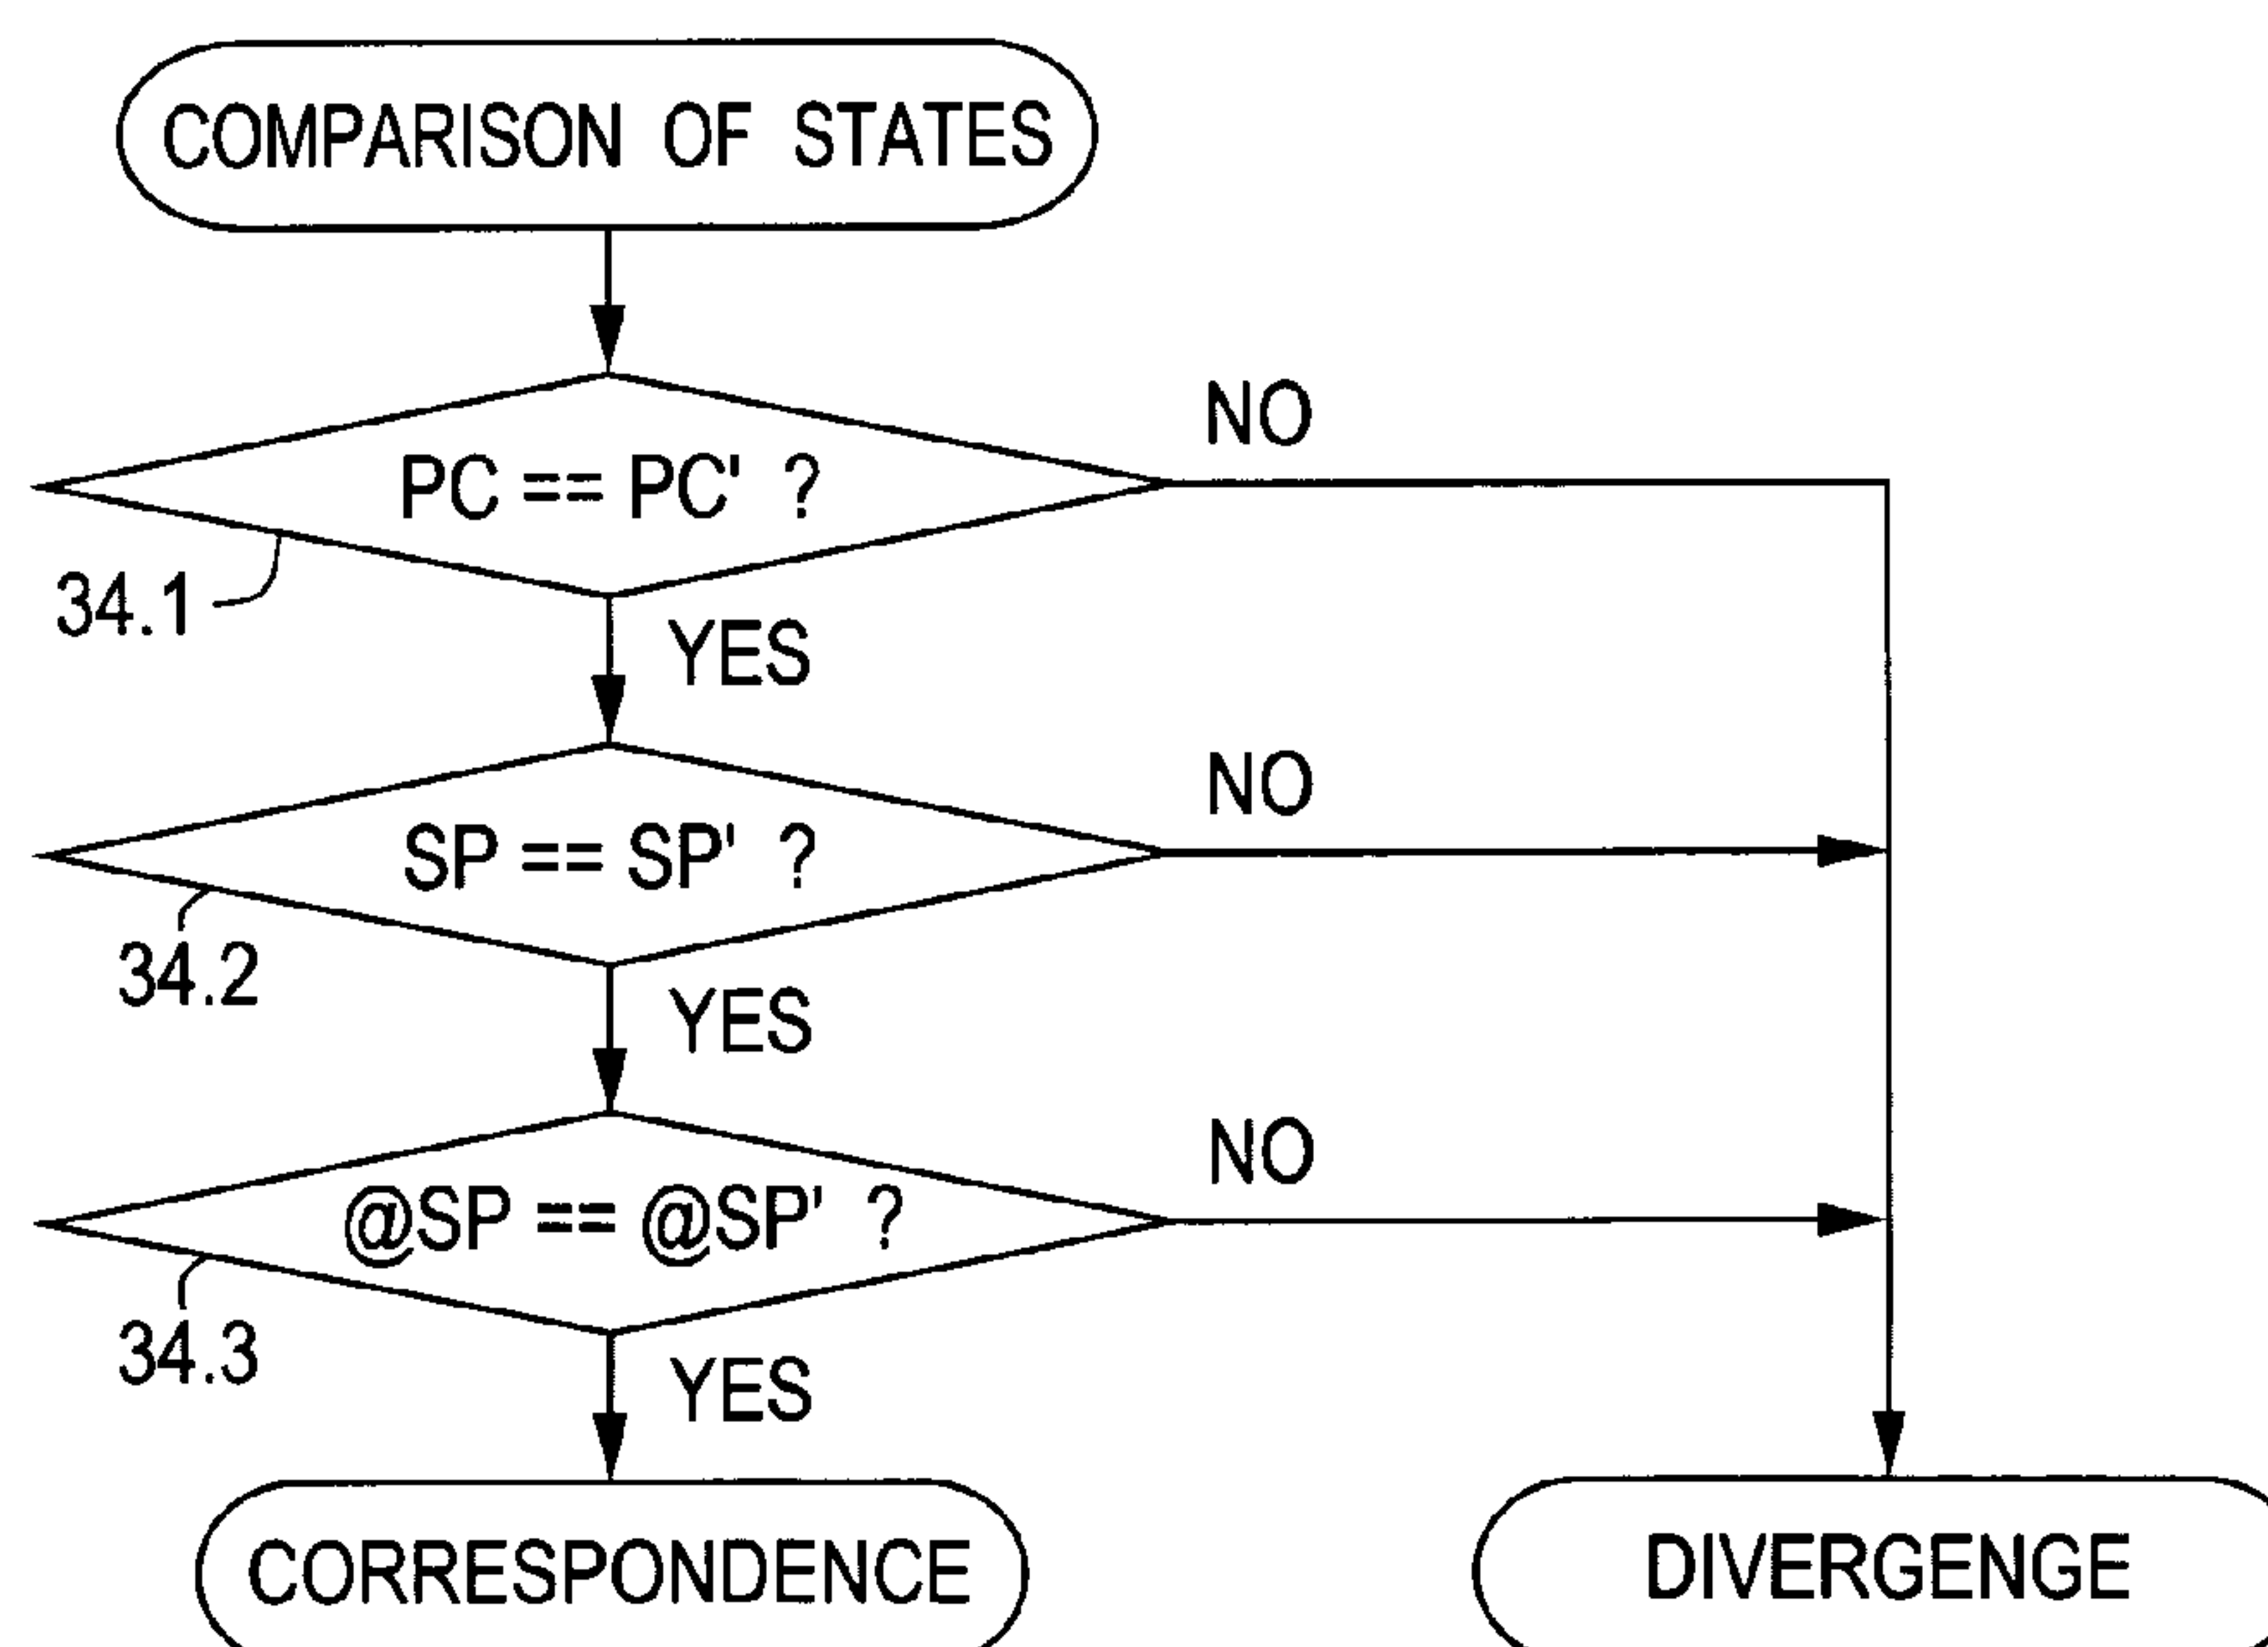 COMPARISON OF STATES
NO
PC == PC' ?
34.1
YES
NO
SP == SP' ?
34.2
YES
NO
@SP == @SP' ?
34.3
YES
CORRESPONDENCE
DIVERGENGE